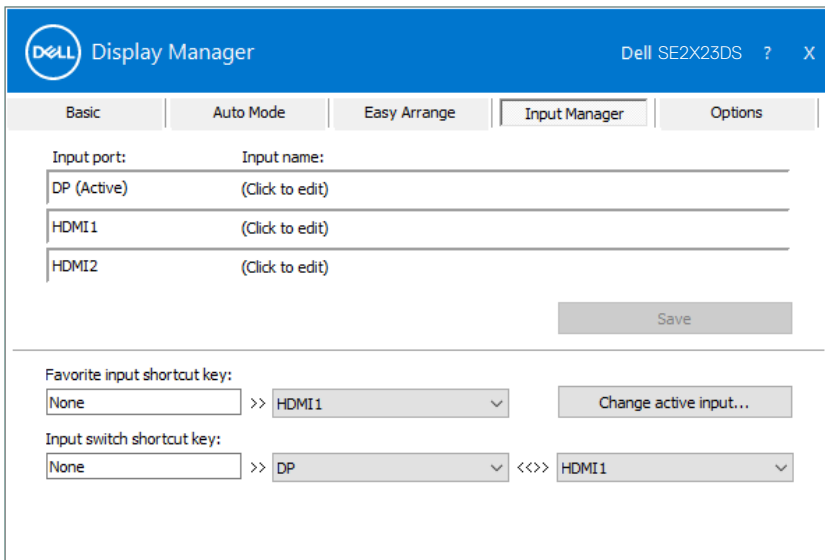 DELL Display Manager Dell SE2X23DS ? X
Basic Auto Mode Easy Arrange Input Manager Options
Input port: Input name:
DP (Active) (Click to edit)
HDMI1 (Click to edit)
HDMI2 (Click to edit)
Save
Favorite input shortcut key:
None >> HDMI1 Change active input...
Input switch shortcut key:
None >> DP <<>> HDMI1